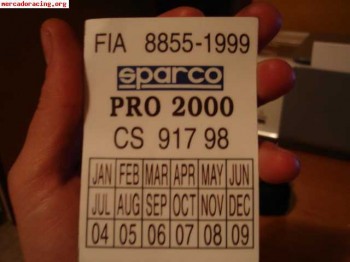 mercadoracing.org
FIA 8855-1999
sparco
PRO 2000
CS 917 98
JAN FEB MAR APR MAY JUN
JUL AUG SEP OCT NOV DEC
04 05 06 07 08 09